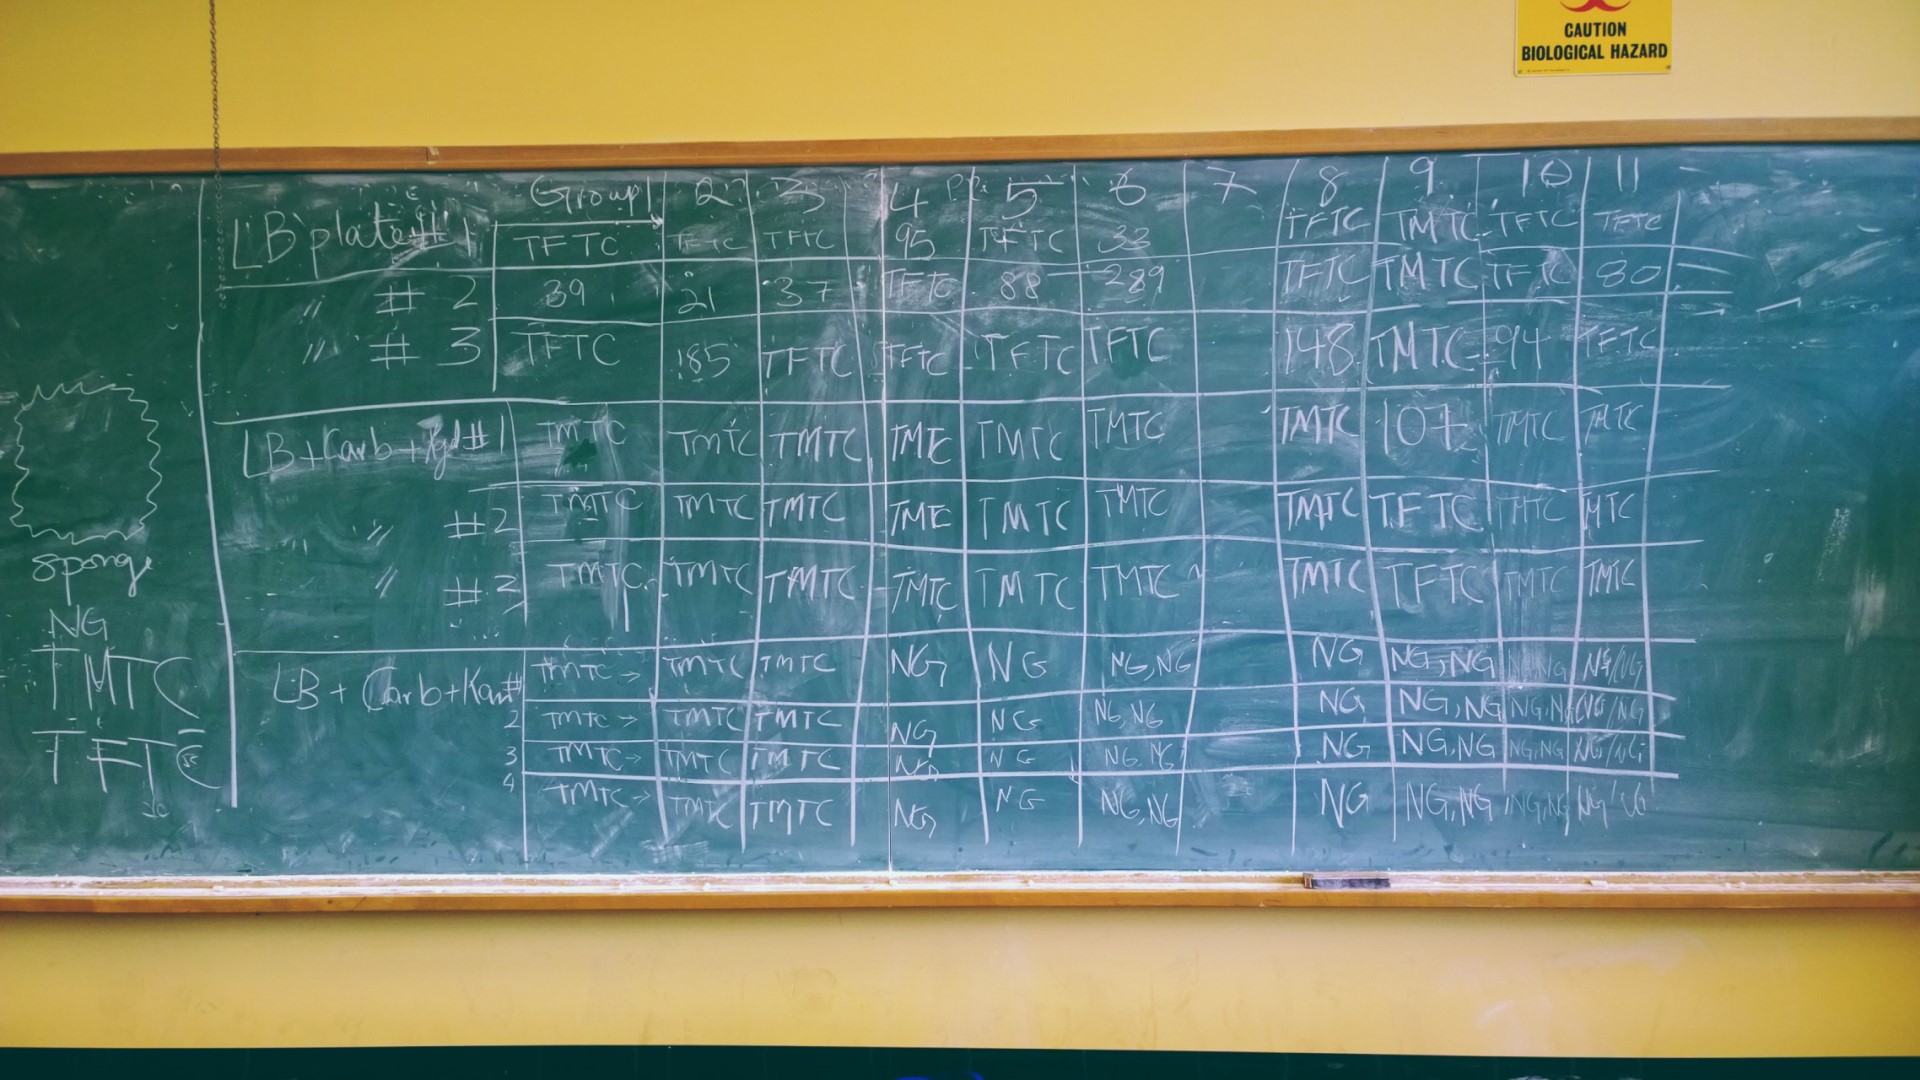 CAUTION
BIOLOGICAL HAZARD
Group 1 2 3 4 5 6 7 8 9 10 11
LB plate #1 TFTC TFTC TFTC 95 TFTC 33 TFTC TMTC TFTC TFTC
" #2 39 21 37 TFTC 88 289 TFTC TMTC TFTC 80
" #3 TFTC 185 TFTC TFTC TFTC TFTC 148 TMTC 94 TFTC
LB+Carb+ #1 TMTC TMTC TMTC TMTC TMTC TMTC TMTC TMTC TMTC
" #2 TMTC TMTC TMTC TMTC TMTC TMTC TMTC TFTC TMTC TMTC
" #3 TMTC TMTC TMTC TMTC TMTC TMTC TMTC TFTC TMTC TMTC
LB + Carb+Kan# TMTC → TMTC TMTC NG NG NG,NG NG NG,NG NG,NG NG/NG
2 TMTC → TMTC TMTC NG NG NG, NG NG NG,NG NG,NG NG/NG
3 TMTC → TMTC TMTC NG NG NG, NG NG NG,NG NG,NG NG/NG
4 TMTC → TMTC TMTC NG NG NG,NG NG NG,NG NG,NG NG/NG
sponge
NG
TMTC
TFTC